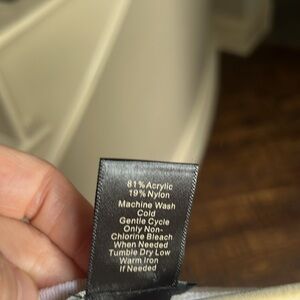 81% Acrylic
19% Nylon
Machine Wash
Cold
Gentle Cycle
Only Non-
Chlorine Bleach
When Needed
Tumble Dry Low
Warm Iron
If Needed